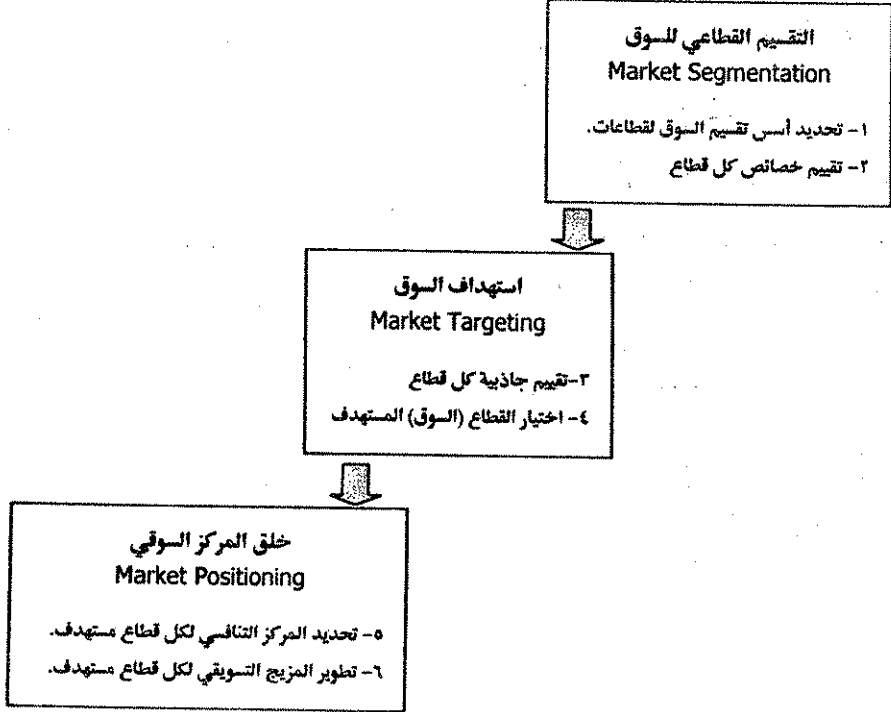 التقسيم القطاعي للسوق
Market Segmentation
١- تحديد أسس تقسيم السوق لقطاعات.
٢- تقييم خصائص كل قطاع
استهداف السوق
Market Targeting
٣-تقييم جاذبية كل قطاع
٤- اختيار القطاع (السوق) المستهدف
خلق المركز السوقي
Market Positioning
٥- تحديد المركز التنافسي لكل قطاع مستهدف.
٦- تطوير المزيج التسويقي لكل قطاع مستهدف.